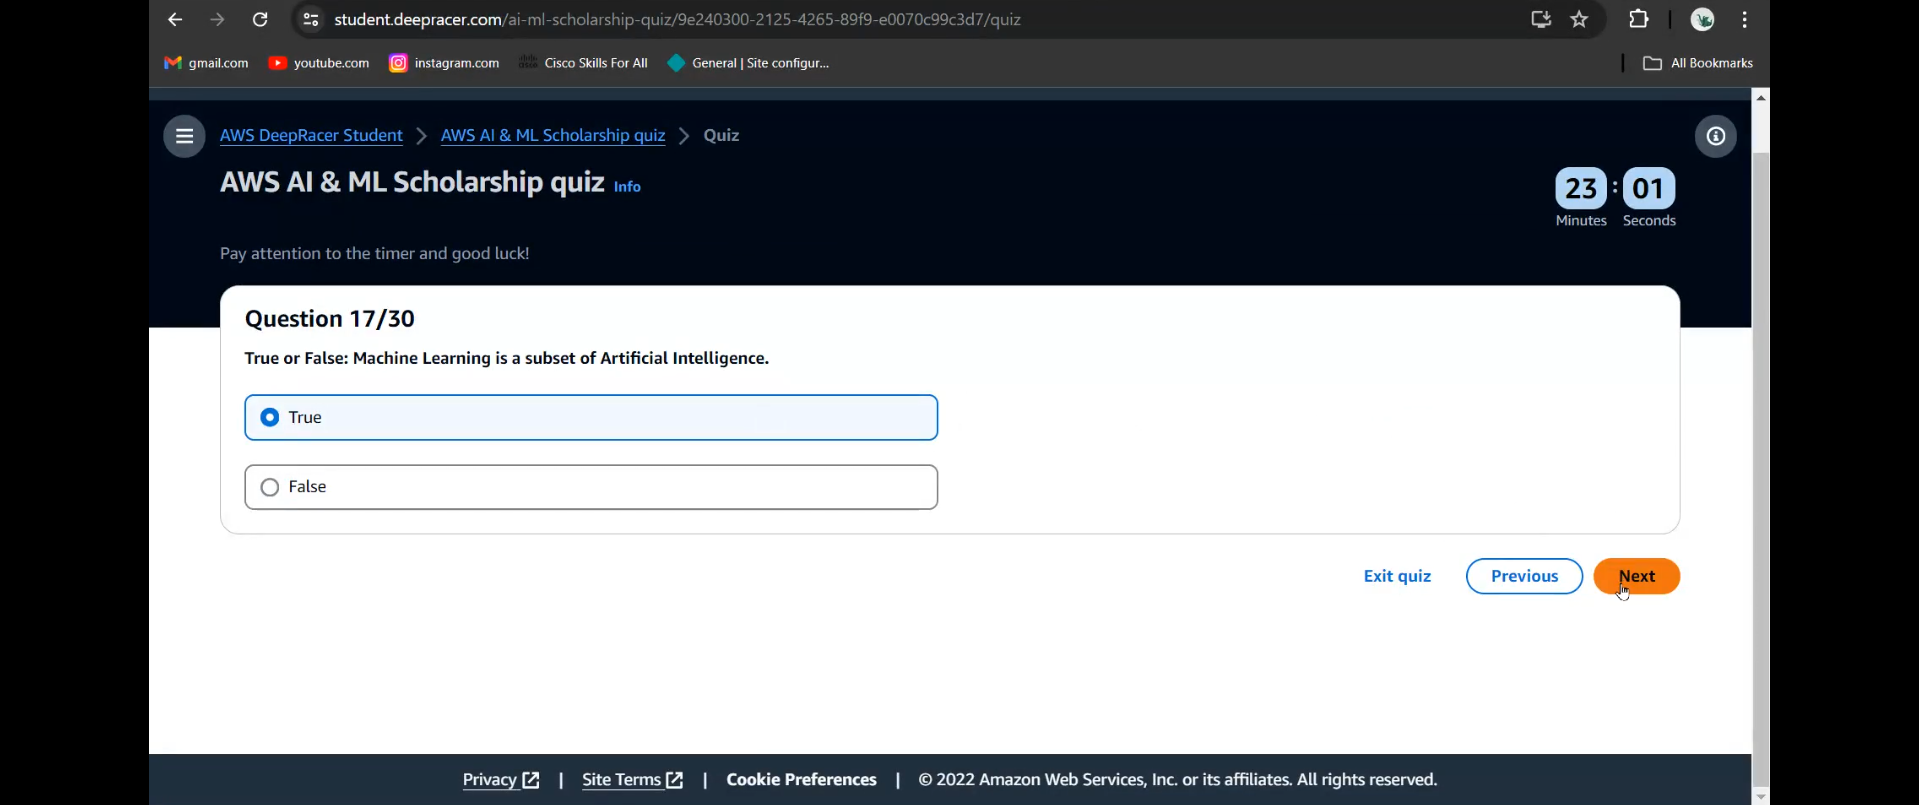 student.deepracer.com/ai-ml-scholarship-quiz/9e240300-2125-4265-89f9-e0070c99c3d7/quiz
gmail.com youtube.com instagram.com Cisco Skills For All General | Site configur... All Bookmarks
AWS DeepRacer Student > AWS AI & ML Scholarship quiz > Quiz
AWS AI & ML Scholarship quiz Info
23 : 01
Minutes Seconds
Pay attention to the timer and good luck!
Question 17/30
True or False: Machine Learning is a subset of Artificial Intelligence.
True
False
Exit quiz Previous Next
Privacy | Site Terms | Cookie Preferences | © 2022 Amazon Web Services, Inc. or its affiliates. All rights reserved.